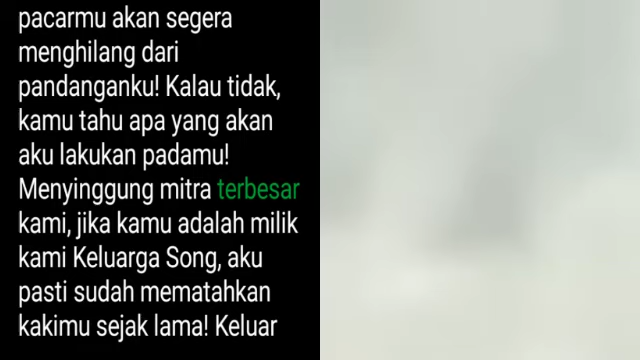 pacarmu akan segera
menghilang dari
pandanganku! Kalau tidak,
kamu tahu apa yang akan
aku lakukan padamu!
Menyinggung mitra terbesar
kami, jika kamu adalah milik
kami Keluarga Song, aku
pasti sudah mematahkan
kakimu sejak lama! Keluar